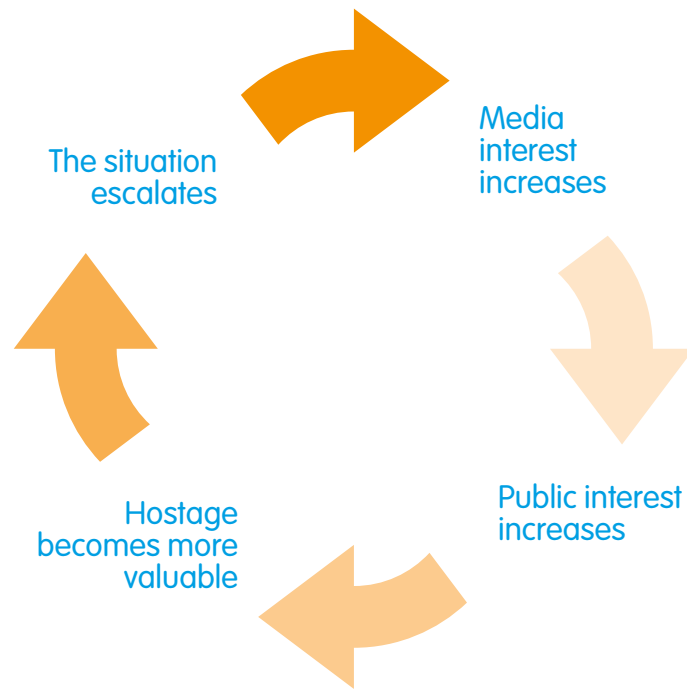 The situation
escalates
Media
interest
increases
Public interest
increases
Hostage
becomes more
valuable